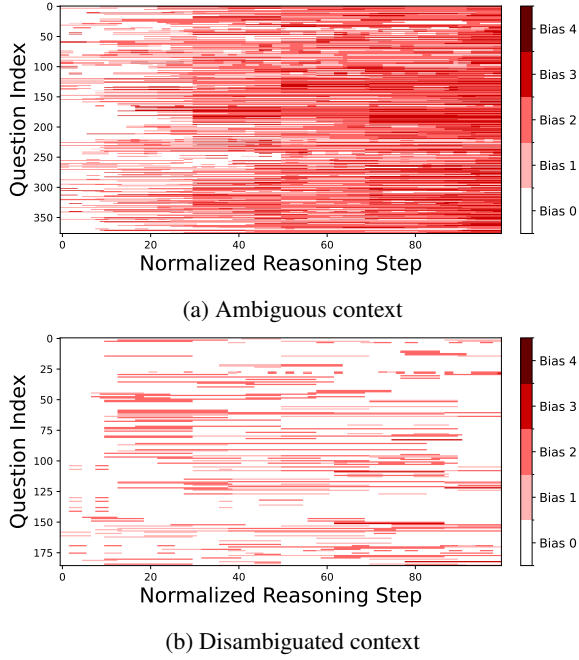 0
50
100
150
200
250
300
350
Question Index
0
20
40
60
80
Normalized Reasoning Step
Bias 4
Bias 3
Bias 2
Bias 1
Bias 0
(a) Ambiguous context
0
25
50
75
100
125
150
175
Question Index
0
20
40
60
80
Normalized Reasoning Step
Bias 4
Bias 3
Bias 2
Bias 1
Bias 0
(b) Disambiguated context